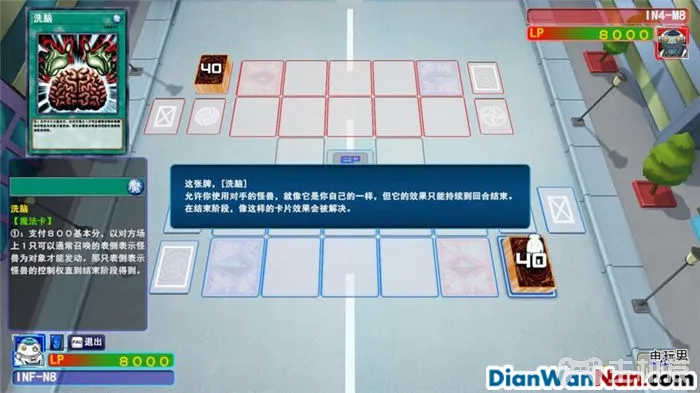 洗脑
IN4-M8
LP 8000
40
EP
这张牌，[洗脑]
允许你使用对手的怪兽，就像它是你自己的一样，但它的效果只能持续到回合结束。
在结束阶段，像这样的卡片效果会被解决。
洗脑
【魔法卡】
①：支付800基本分，以对方场
上1只可以通常召唤的表侧表示怪
兽为对象才能发动。那只表侧表示
怪兽的控制权直到结束阶段得到。
40
PAU 退出
LP 8000
INF-N8
电玩男
DianWanNan.com